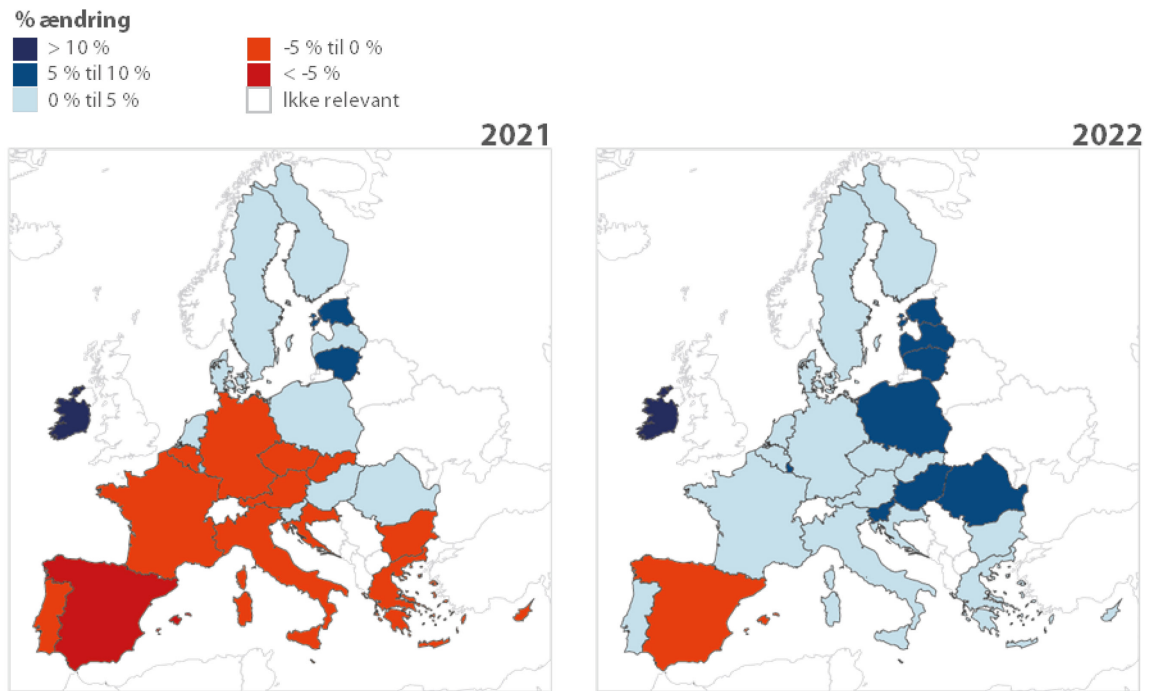 % ændring
> 10 %
5 % til 10 %
0 % til 5 %
-5 % til 0 %
< -5 %
Ikke relevant
2021
2022